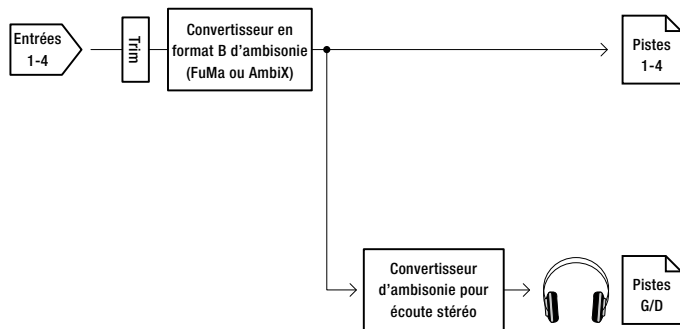 Entrées
1-4
Trim
Convertisseur en
format B d’ambisonie
(FuMa ou AmbiX)
Pistes
1-4
Convertisseur
d’ambisonie pour
écoute stéréo
Pistes
G/D